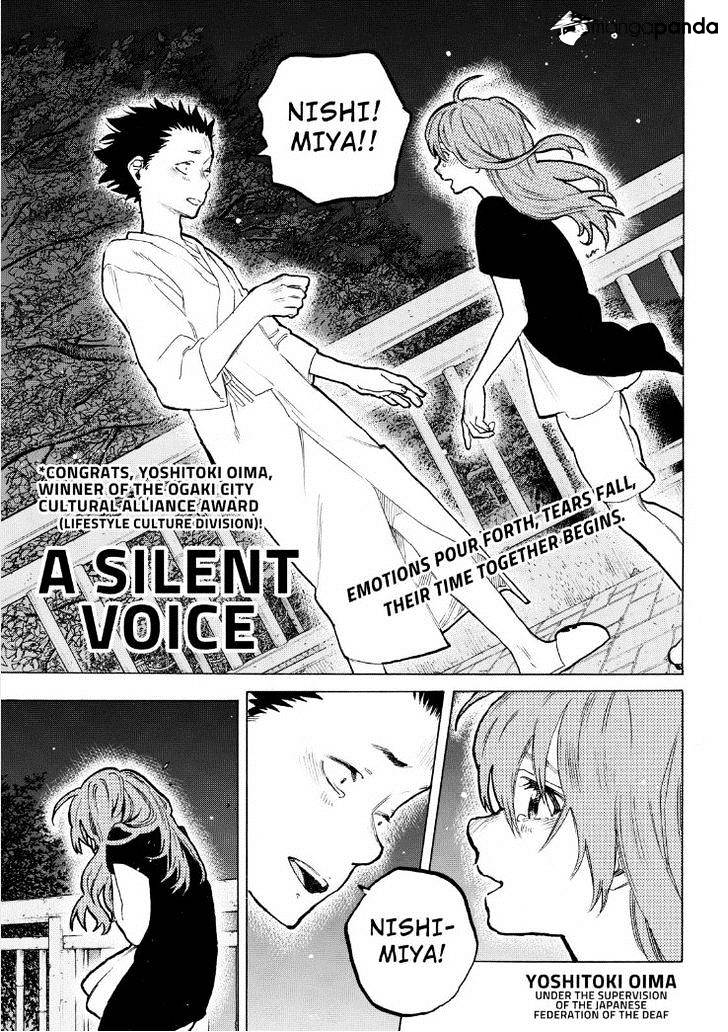 mangapanda
NISHI!
MIYA!!
*CONGRATS, YOSHITOKI OIMA,
WINNER OF THE OGAKI CITY
CULTURAL ALLIANCE AWARD
(LIFESTYLE CULTURE DIVISION)!
A SILENT
VOICE
EMOTIONS POUR FORTH, TEARS FALL,
THEIR TIME TOGETHER BEGINS.
NISHI-
MIYA!
YOSHITOKI OIMA
UNDER THE SUPERVISION
OF THE JAPANESE
FEDERATION OF THE DEAF